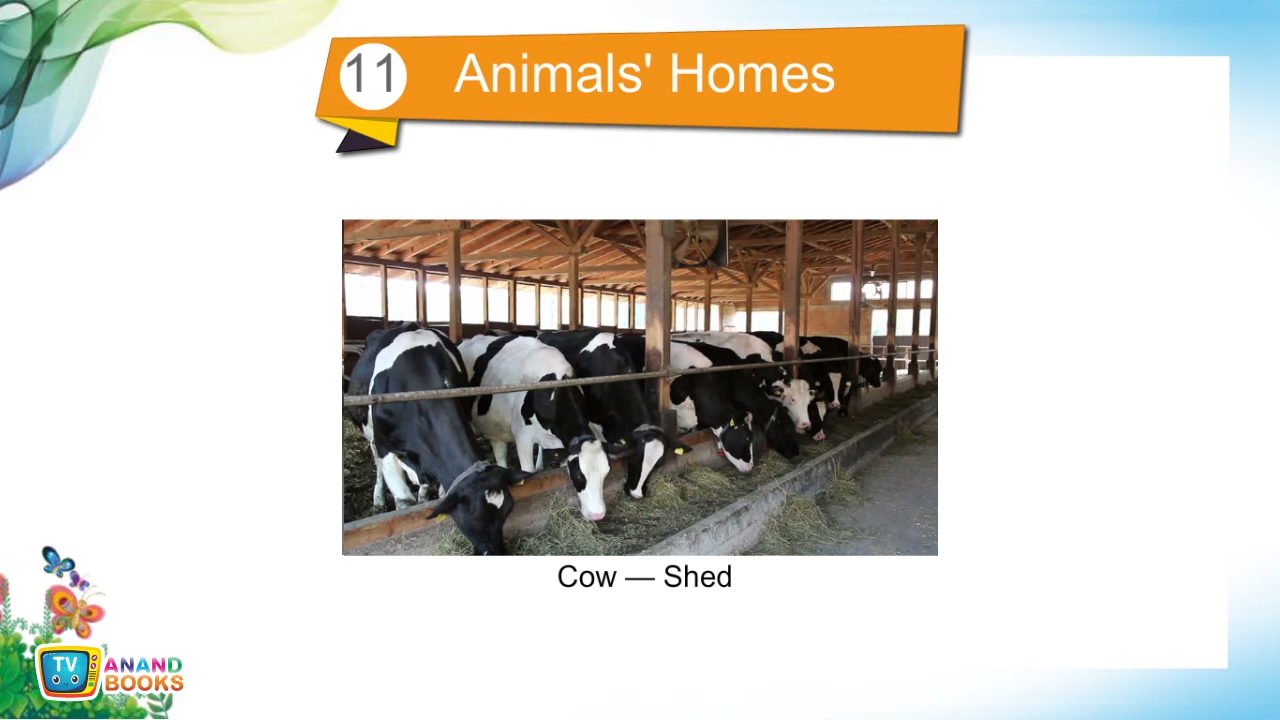 11 Animals' Homes
Cow — Shed
TV ANAND
BOOKS